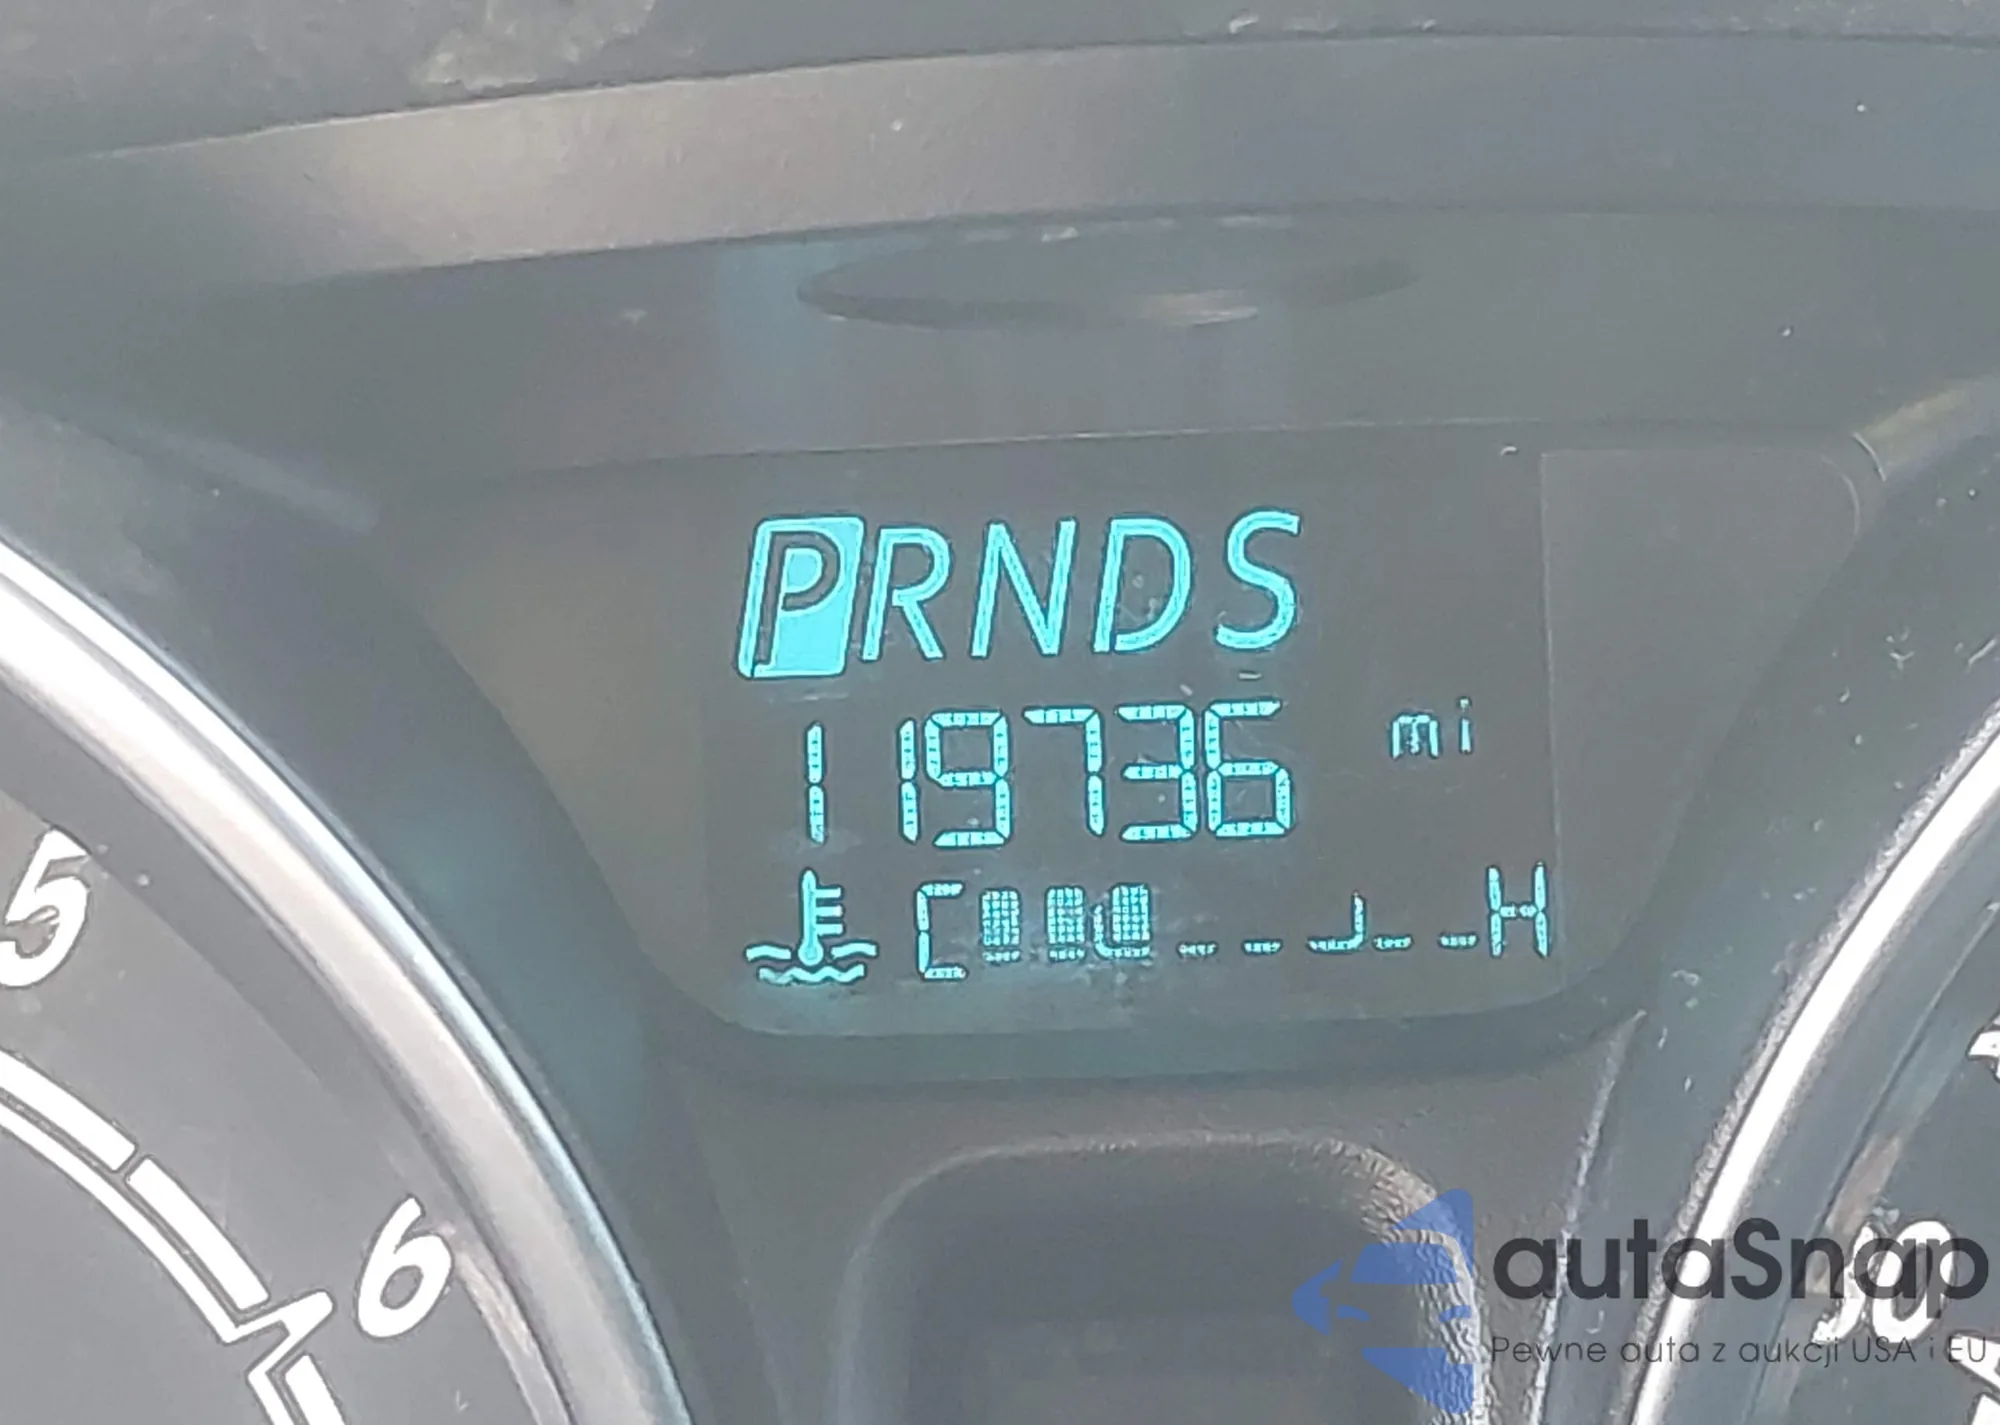 PRNDS
119736 mi
C H
5
6
autaSnap
Pewne auta z aukcji USA i EU